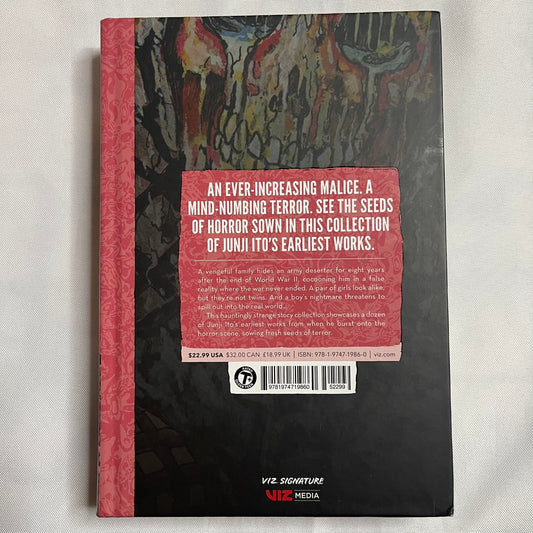 AN EVER-INCREASING MALICE. A
MIND-NUMBING TERROR. SEE THE SEEDS
OF HORROR SOWN IN THIS COLLECTION
OF JUNJI ITO'S EARLIEST WORKS.
A vengeful family hides an army deserter for eight years
after the end of World War II, cocooning him in a false
reality where the war never ended. A pair of girls look alike,
but they're not twins. And a boy's nightmare threatens to
spill out into the real world...
This hauntingly strange story collection showcases a dozen
of Junji Ito's earliest works from when he burst onto the
horror scene, sowing fresh seeds of terror.
$22.99 USA | $32.00 CAN | £18.99 UK | ISBN: 978-1-9747-1986-0 | viz.com
T+
9781974719860
52299
VIZ SIGNATURE
VIZ MEDIA